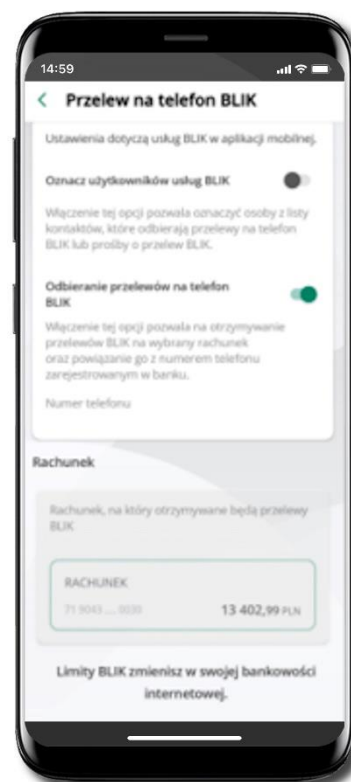 14:59
Przelew na telefon BLIK
Ustawienia dotyczą usług BLIK w aplikacji mobilnej.
Oznacz użytkowników usług BLIK
Włączenie tej opcji pozwala oznaczyć osoby z listy
kontaktów, które odbierają przelewy na telefon
BLIK lub prośby o przelew BLIK.
Odbieranie przelewów na telefon
BLIK
Włączenie tej opcji pozwala na otrzymywanie
przelewów BLIK na wybrany rachunek
oraz powiązanie go z numerem telefonu
zarejestrowanym w banku.
Numer telefonu
Rachunek
Rachunek, na który otrzymywane będą przelewy
BLIK
RACHUNEK
71 9043 .... 0030 13 402,99 PLN
Limity BLIK zmienisz w swojej bankowości
internetowej.